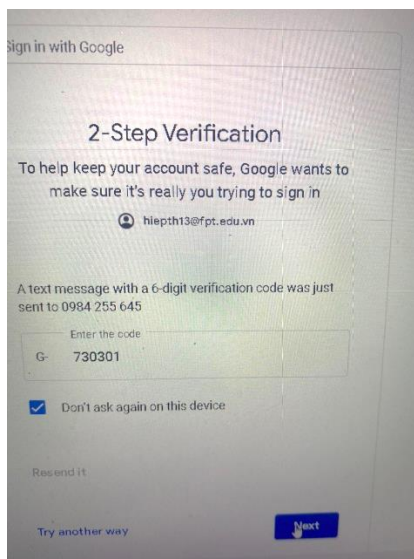 Sign in with Google
2-Step Verification
To help keep your account safe, Google wants to
make sure it's really you trying to sign in
hiepth13@fpt.edu.vn
A text message with a 6-digit verification code was just
sent to 0984 255 645
Enter the code
G- 730301
Don't ask again on this device
Resend it
Try another way
Next